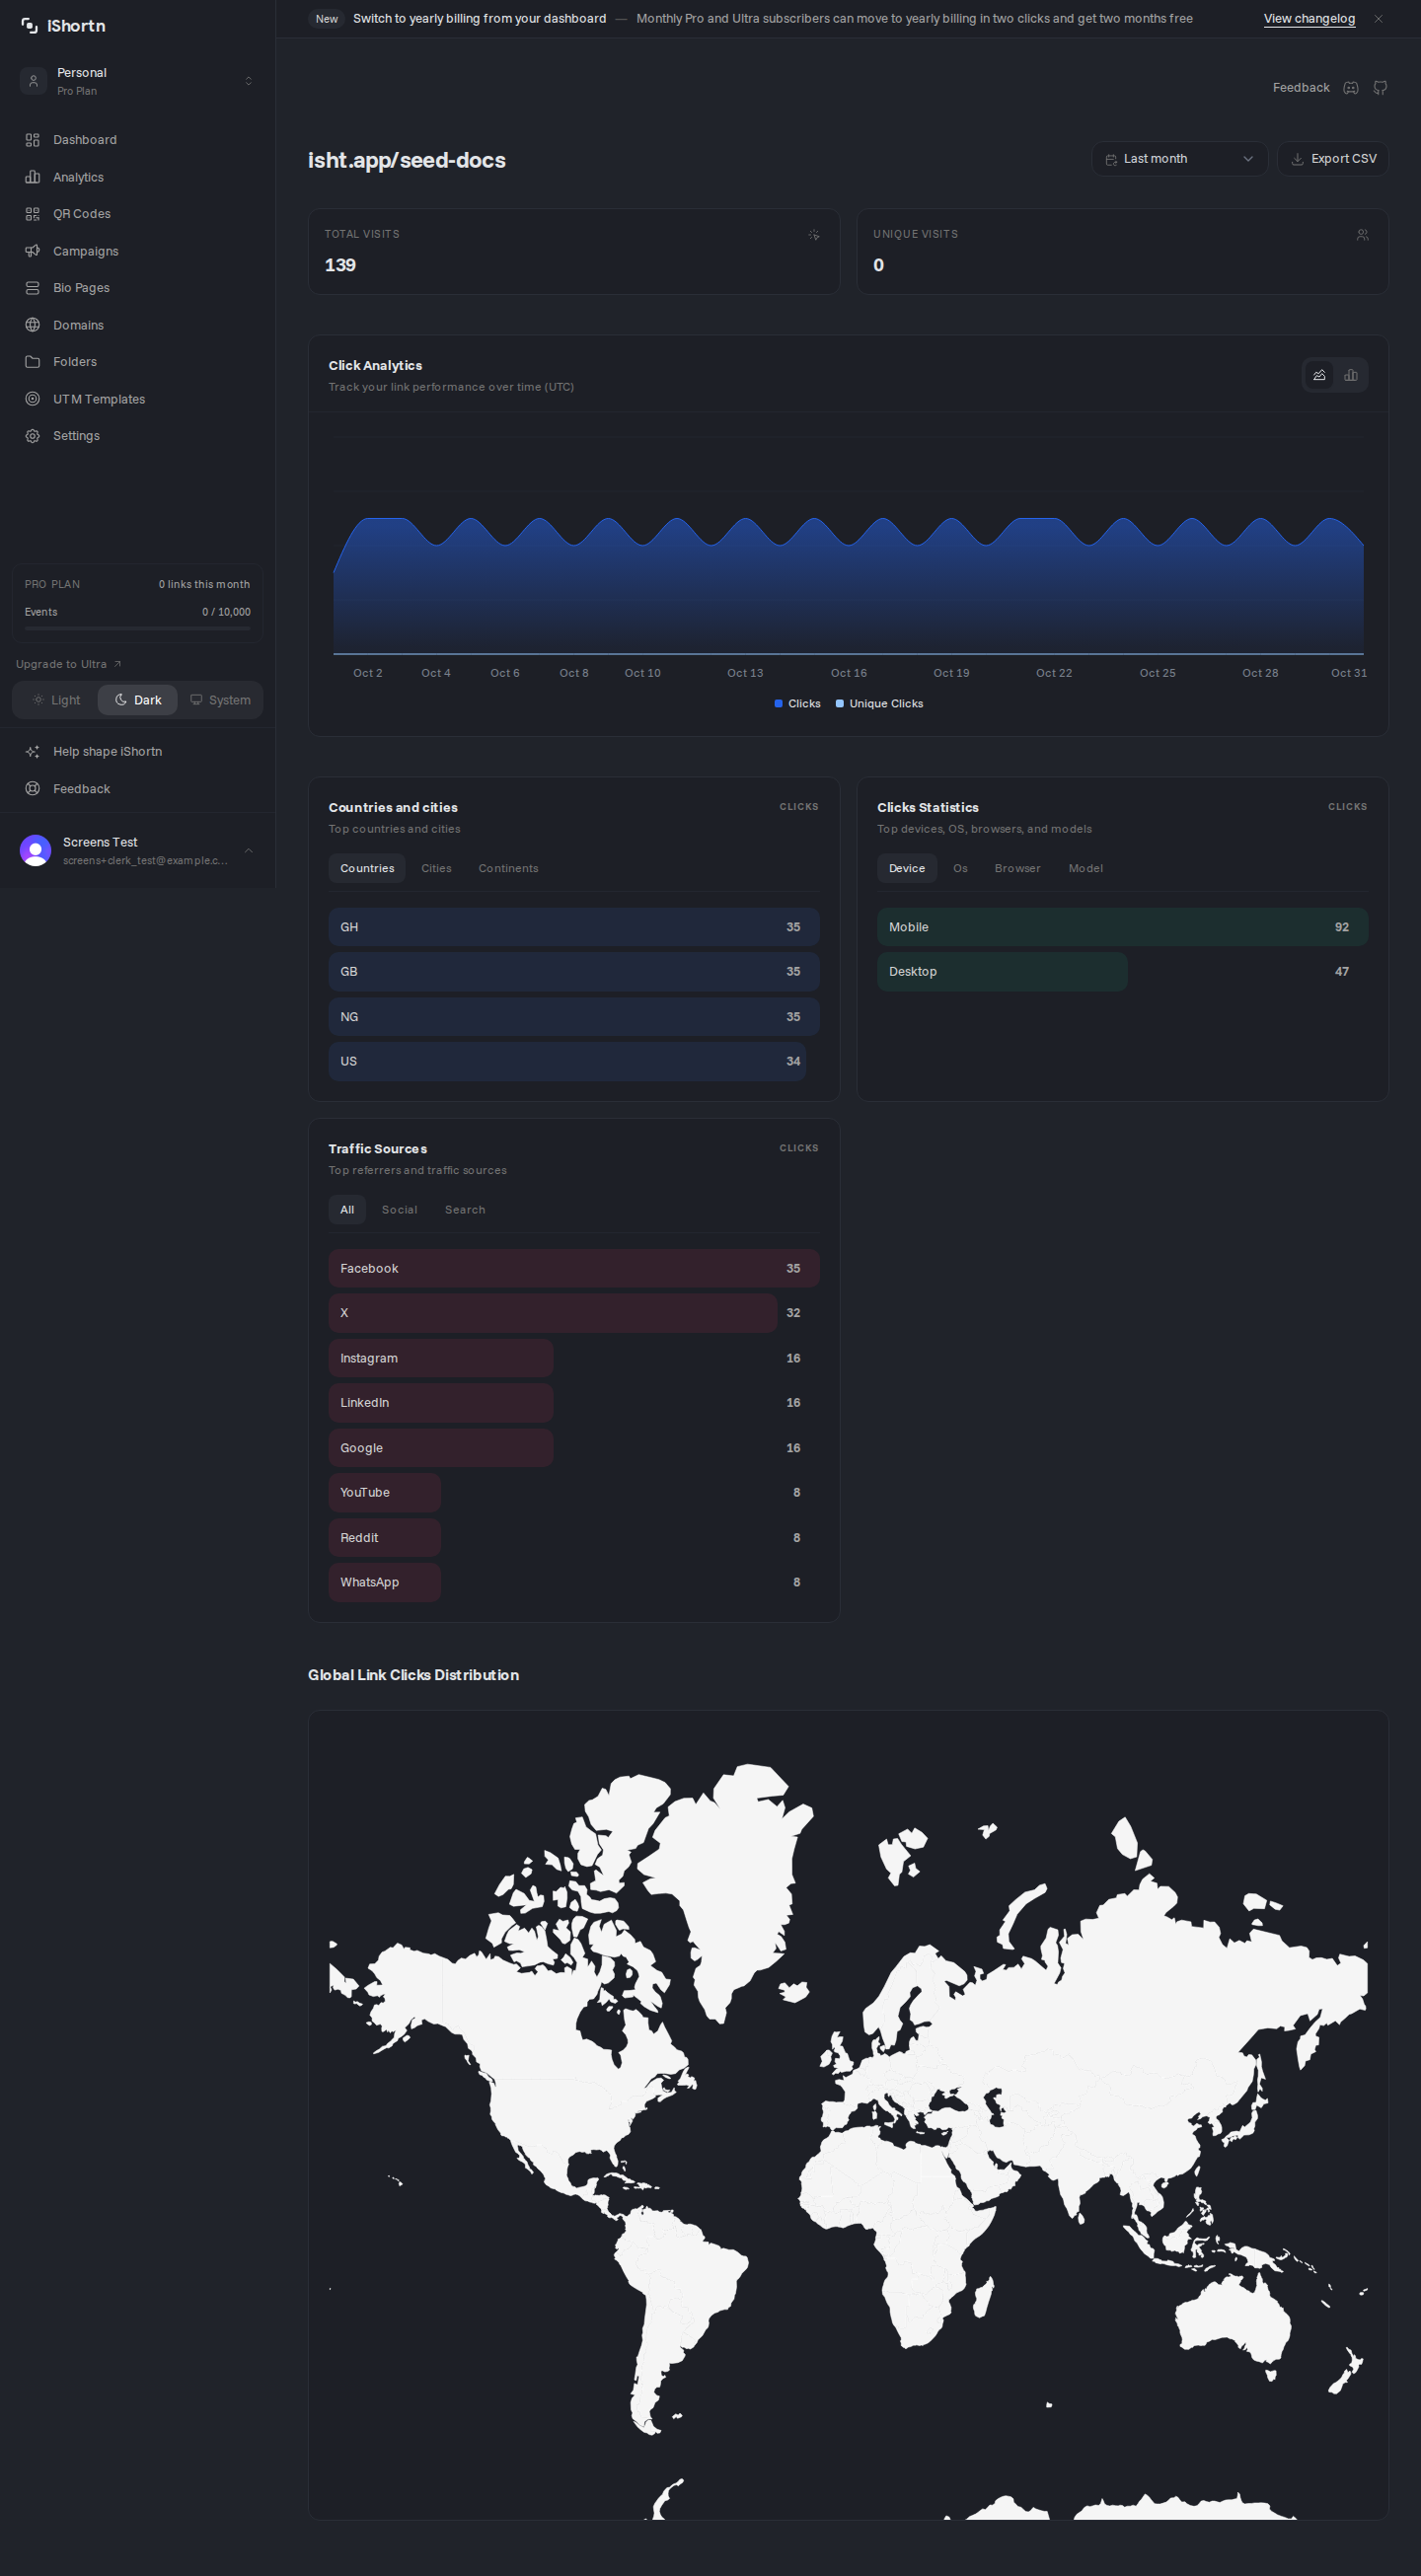 iShortn
Personal
Pro Plan
Dashboard
Analytics
QR Codes
Campaigns
Bio Pages
Domains
Folders
UTM Templates
Settings
PRO PLAN 0 links this month
Events 0 / 10,000
Upgrade to Ultra
Light Dark System
Help shape iShortn
Feedback
Screens Test
screens+clerk_test@example.c...
New Switch to yearly billing from your dashboard — Monthly Pro and Ultra subscribers can move to yearly billing in two clicks and get two months free View changelog
Feedback
isht.app/seed-docs
Last month
Export CSV
TOTAL VISITS
139
UNIQUE VISITS
0
Click Analytics
Track your link performance over time (UTC)
Oct 2 Oct 4 Oct 6 Oct 8 Oct 10 Oct 13 Oct 16 Oct 19 Oct 22 Oct 25 Oct 28 Oct 31
Clicks Unique Clicks
Countries and cities CLICKS
Top countries and cities
Countries Cities Continents
GH 35
GB 35
NG 35
US 34
Clicks Statistics CLICKS
Top devices, OS, browsers, and models
Device Os Browser Model
Mobile 92
Desktop 47
Traffic Sources CLICKS
Top referrers and traffic sources
All Social Search
Facebook 35
X 32
Instagram 16
LinkedIn 16
Google 16
YouTube 8
Reddit 8
WhatsApp 8
Global Link Clicks Distribution